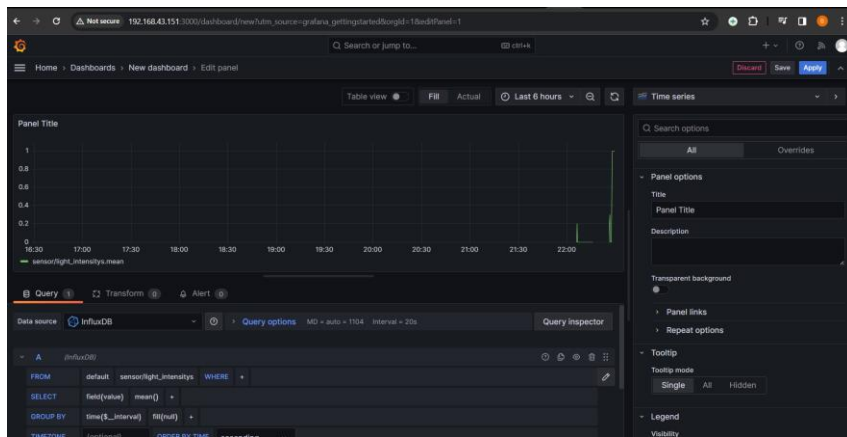 Not secure 192.168.43.151:3000/dashboard/new?utm_source=grafana_gettingstarted&orgId=1&editPanel=1
Search or jump to... ctrl+k
Home > Dashboards > New dashboard > Edit panel Discard Save Apply
Table view Fill Actual Last 6 hours Time series
Panel Title
Search options
All Overrides
1
0.8
0.6
0.4
0.2
0
16:30 17:00 17:30 18:00 18:30 19:00 19:30 20:00 20:30 21:00 21:30 22:00
sensor/light_intensitys.mean
Panel options
Title
Panel Title
Description
Transparent background
Panel links
Repeat options
Tooltip
Tooltip mode
Single All Hidden
Legend
Visibility
Query 1 Transform 0 Alert 0
Data source InfluxDB Query options MD = auto = 1104 Interval = 20s Query inspector
A (InfluxDB)
FROM default sensor/light_intensitys WHERE +
SELECT field(value) mean() +
GROUP BY time($__interval) fill(null) +
TIMEZONE (optional) ORDER BY TIME ascending